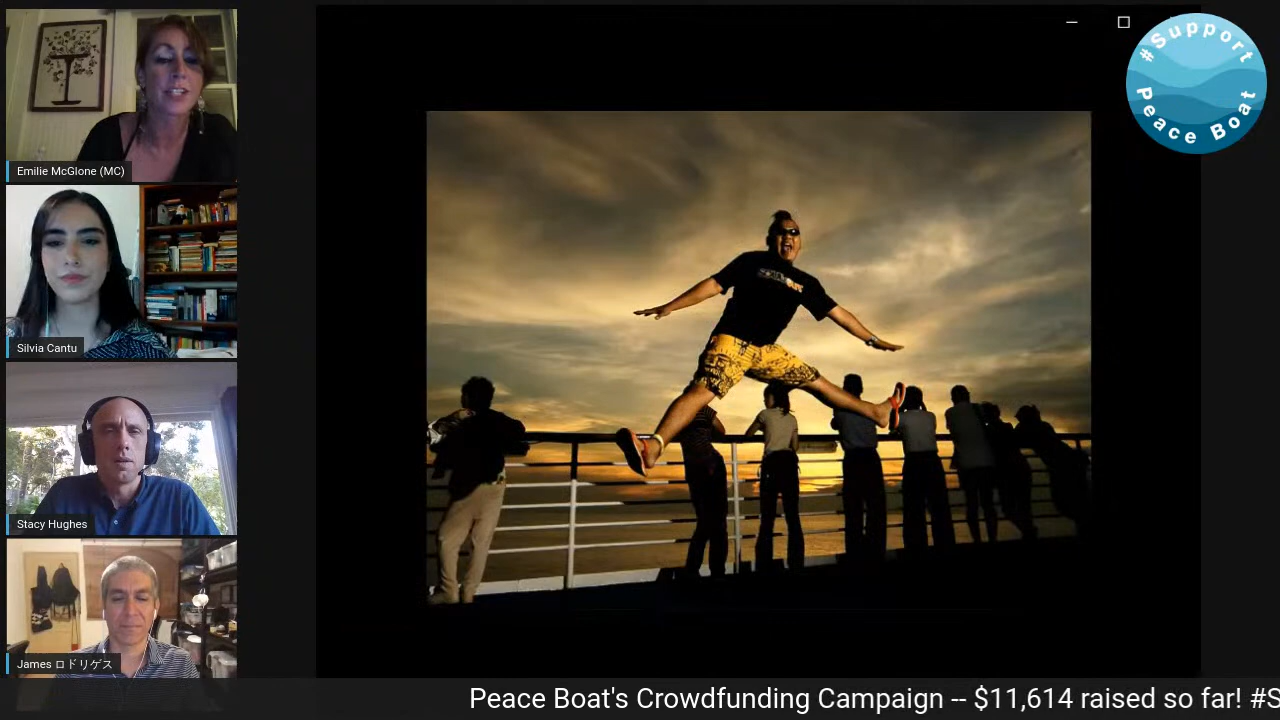 #Support
Peace Boat
Emilie McGlone (MC)
Silvia Cantu
Stacy Hughes
James ロドリゲス
Peace Boat's Crowdfunding Campaign -- $11,614 raised so far! #S